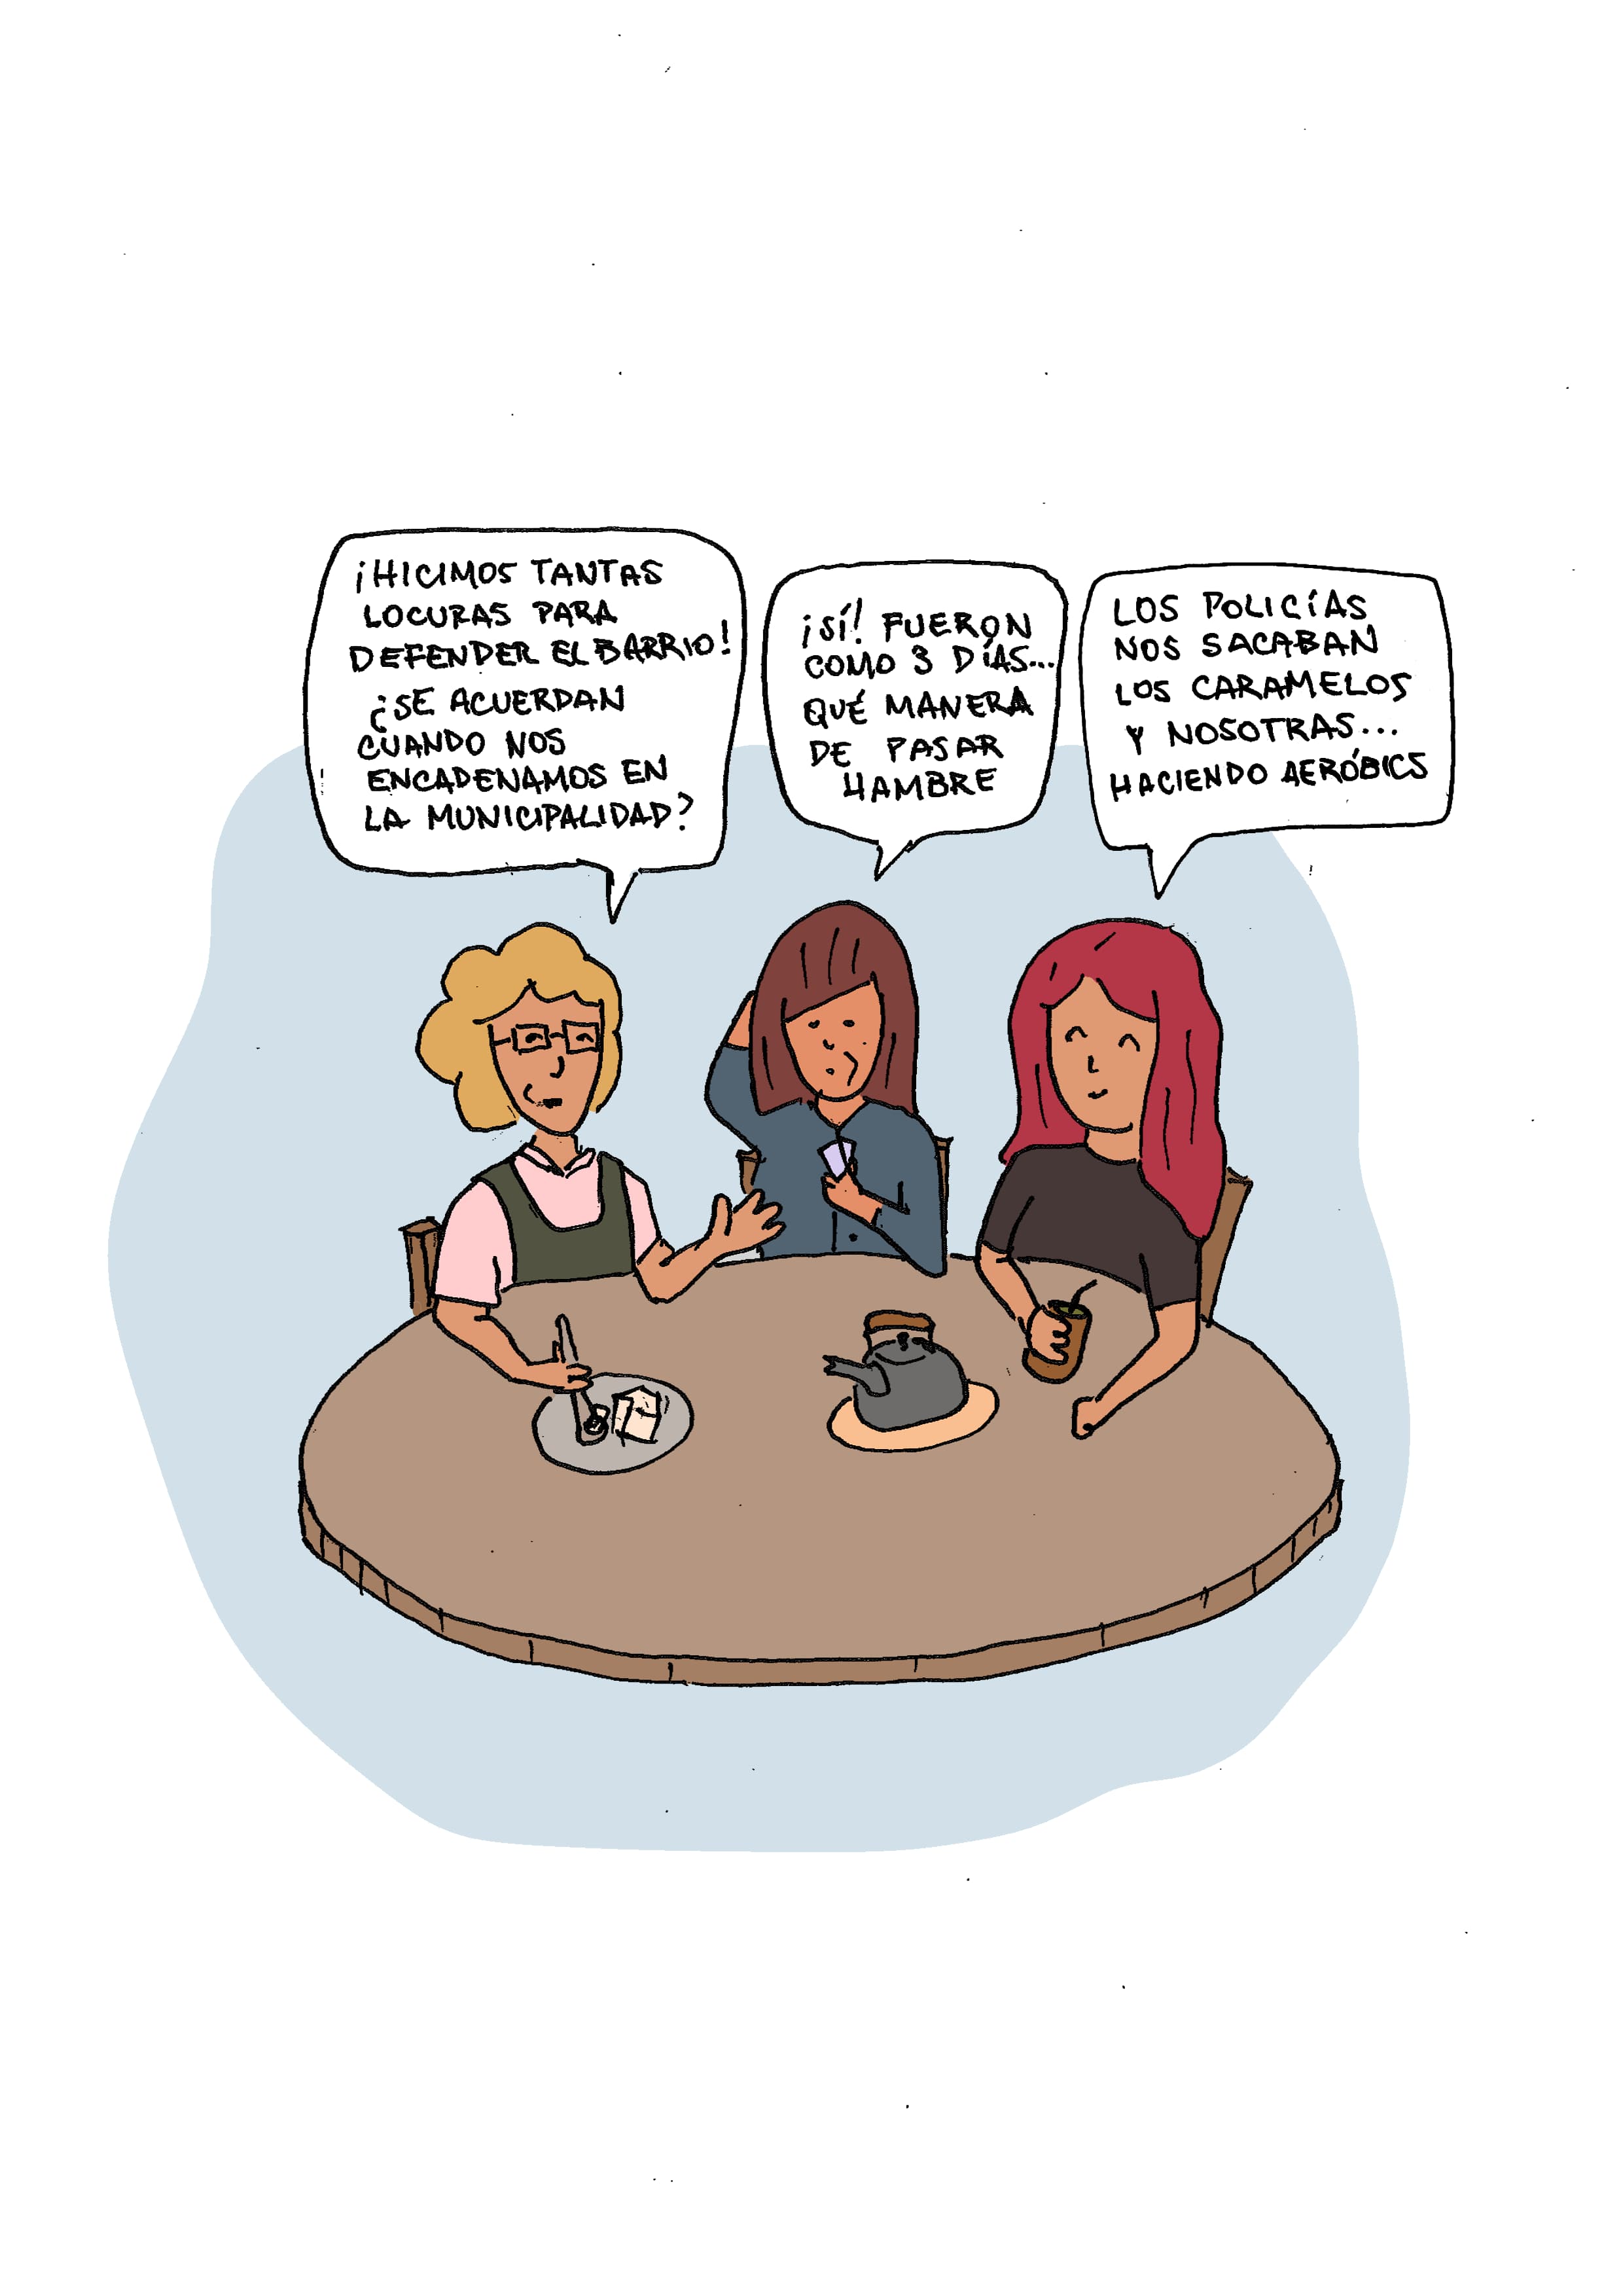 ¡HICIMOS TANTAS
LOCURAS PARA
DEFENDER EL BARRIO!
¿SE ACUERDAN
CUANDO NOS
ENCADENAMOS EN
LA MUNICIPALIDAD?
¡SÍ! FUERON
COMO 3 DÍAS...
QUÉ MANERA
DE PASAR
HAMBRE
LOS POLICÍAS
NOS SACABAN
LOS CARAMELOS
Y NOSOTRAS...
HACIENDO AERÓBICS